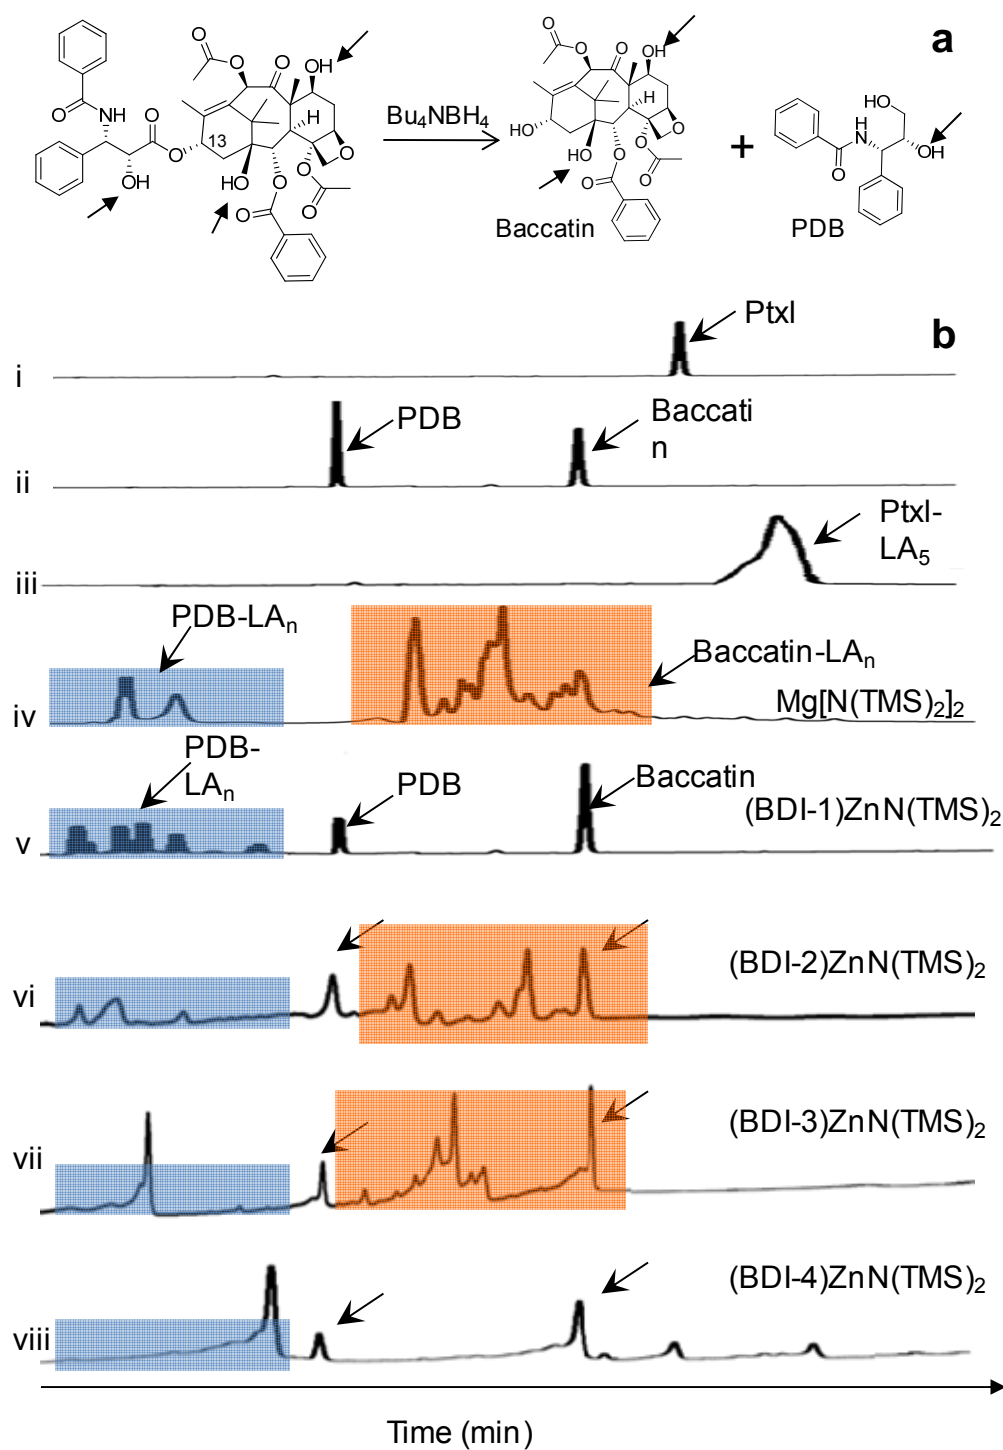 a
O
O
O
OH
O
NH
O
O
13
H
OH
HO
O
O
O
O
O
Bu₄NBH₄
O
O
O
OH
HO
H
HO
O
O
O
O
O
Baccatin
+
HO
NH
O
OH
PDB
b
Ptxl
i
PDB
Baccati
n
ii
Ptxl-
LA₅
iii
PDB-LAₙ
Baccatin-LAₙ
iv
Mg[N(TMS)₂]₂
PDB-
LAₙ
PDB
Baccatin
(BDI-1)ZnN(TMS)₂
v
(BDI-2)ZnN(TMS)₂
vi
(BDI-3)ZnN(TMS)₂
vii
(BDI-4)ZnN(TMS)₂
viii
Time (min)